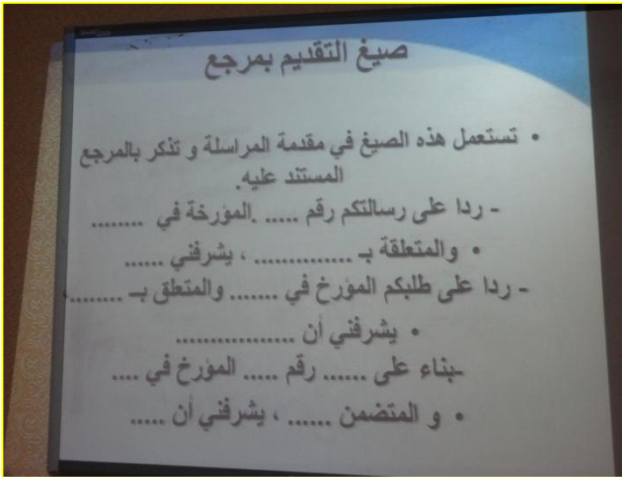 صيغ التقديم بمرجع
• تستعمل هذه الصيغ في مقدمة المراسلة و تذكر بالمرجع
المستند عليه.
- ردا على رسالتكم رقم ..... .المؤرخة في ........
• والمتعلقة بـ .............. ، يشرفني ......
- ردا على طلبكم المؤرخ في ....... والمتعلق بـ ........،
• يشرفني أن .................
-بناء على ...... رقم ..... المؤرخ في ....
• و المتضمن ...... ، يشرفني أن .....